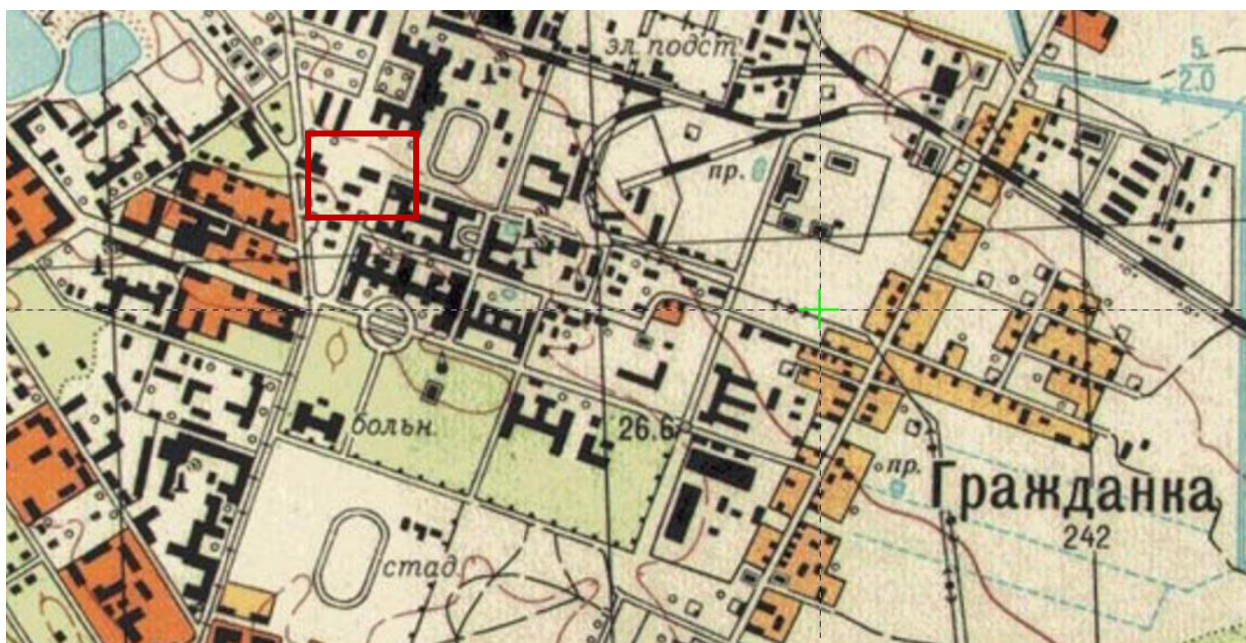 эл. подст.
5
2.0
пр.
больн.
26.6
пр.
Гражданка
242
стад.